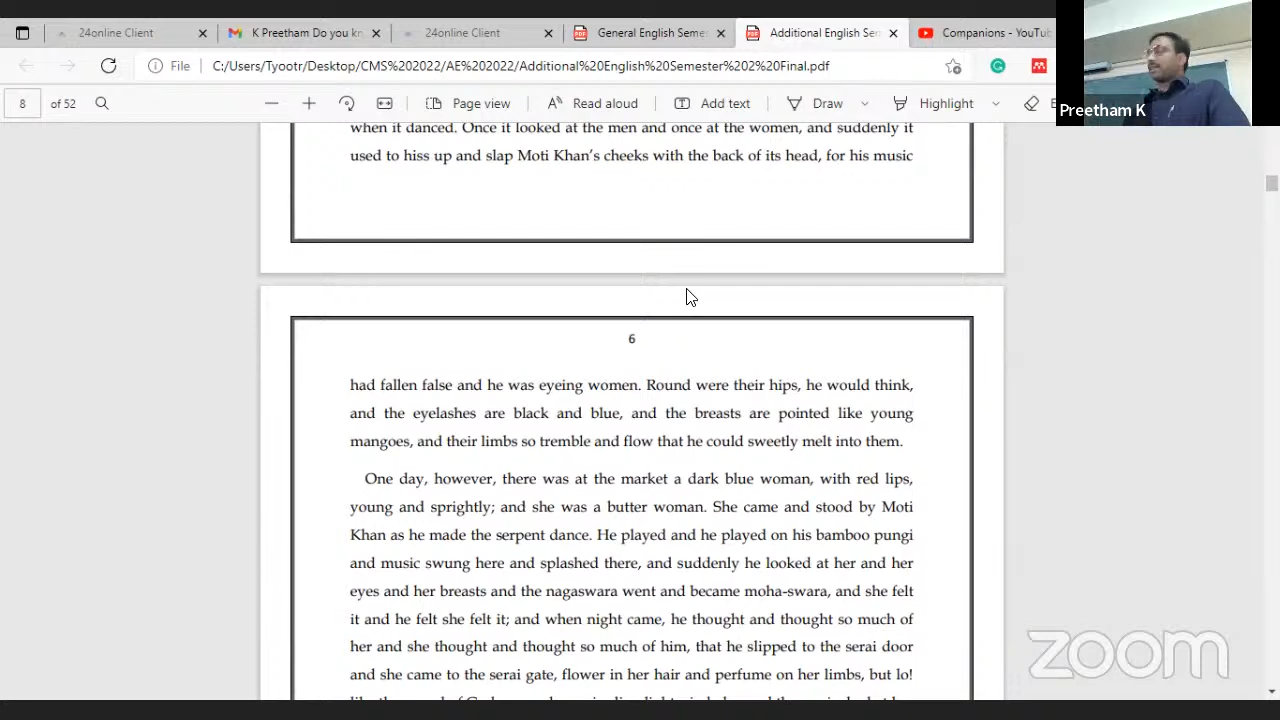 24online Client
K Preetham Do you kn
24online Client
General English Seme
Additional English Sem
Companions - YouTub
File
C:/Users/Tyootr/Desktop/CMS%202022/AECC%202022/Additional%20English%20Semester%202%20Final.pdf
8
of 52
Page view
Read aloud
Add text
Draw
Highlight
E
Preetham K
when it danced. Once it looked at the men and once at the women, and suddenly it
used to hiss up and slap Moti Khan's cheeks with the back of its head, for his music
6
had fallen false and he was eyeing women. Round were their hips, he would think,
and the eyelashes are black and blue, and the breasts are pointed like young
mangoes, and their limbs so tremble and flow that he could sweetly melt into them.
One day, however, there was at the market a dark blue woman, with red lips,
young and sprightly; and she was a butter woman. She came and stood by Moti
Khan as he made the serpent dance. He played and he played on his bamboo pungi
and music swung here and splashed there, and suddenly he looked at her and her
eyes and her breasts and the nagaswara went and became moha-swara, and she felt
it and he felt she felt it; and when night came, he thought and thought so much of
her and she thought and thought so much of him, that he slipped to the serai door
and she came to the serai gate, flower in her hair and perfume on her limbs, but lo!
zoom